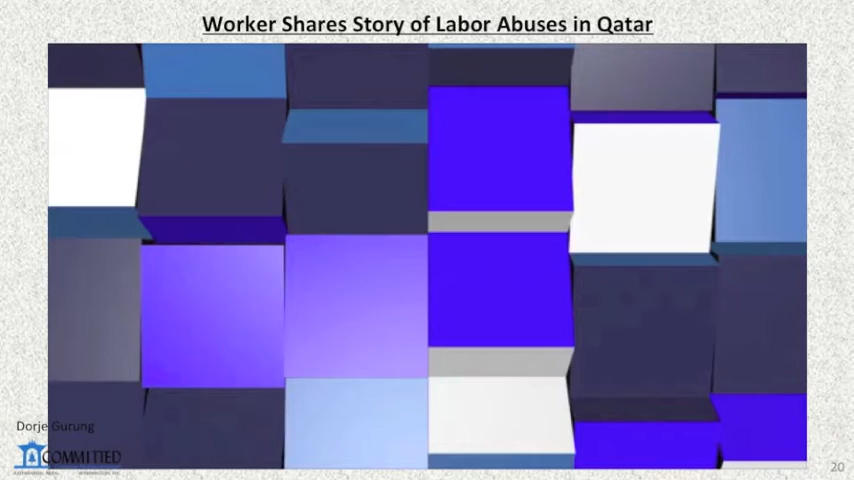 Worker Shares Story of Labor Abuses in Qatar
Dorje Gurung
COMMITTED
20